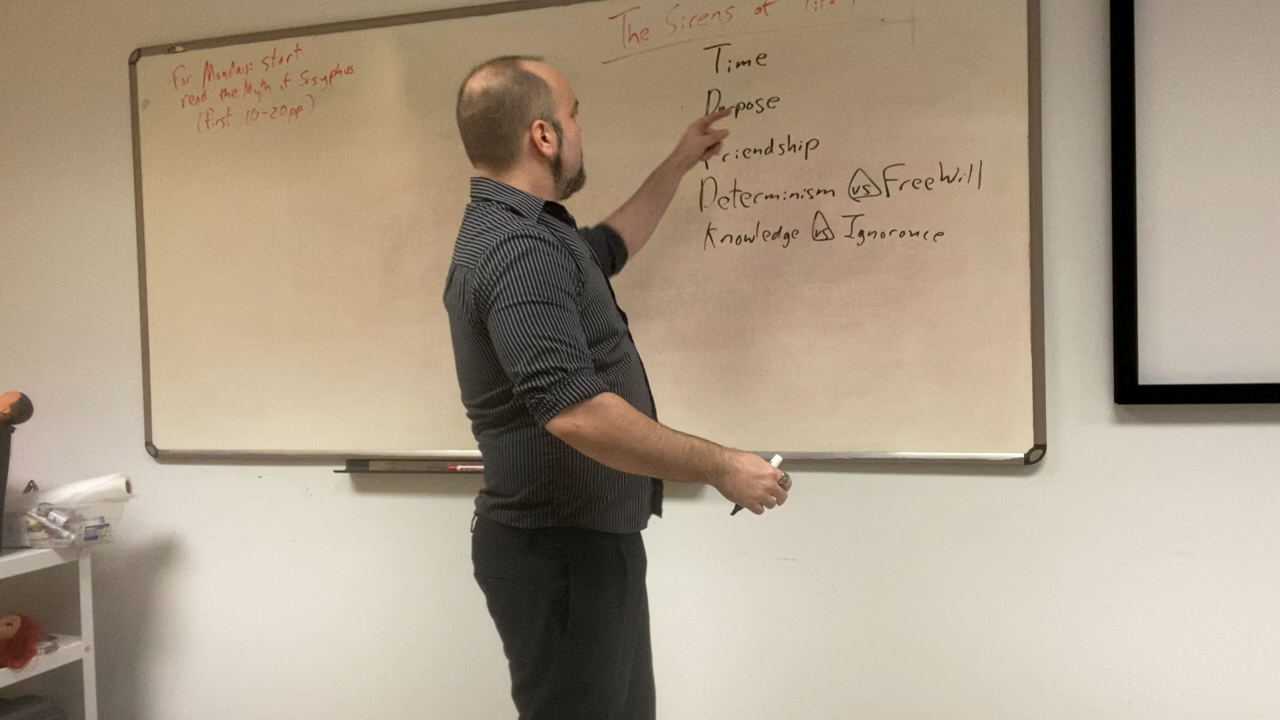 For Monday: start
read the Myth of Sisyphus
(first 10-20pp.)
The Sirens of
Time
Purpose
Friendship
Determinism vs Free Will
Knowledge vs Ignorance